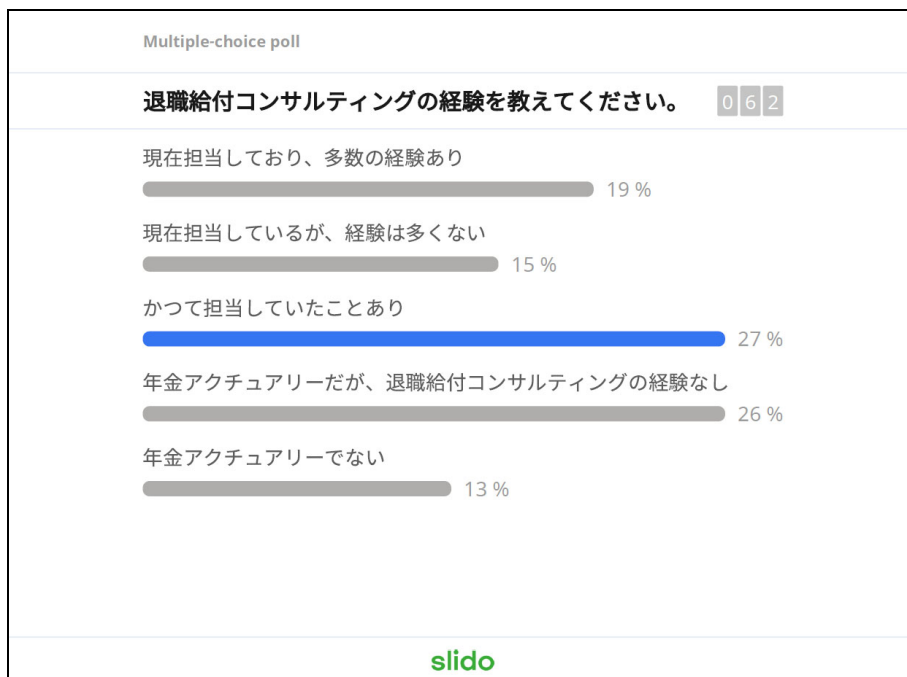 Multiple-choice poll
退職給付コンサルティングの経験を教えてください。 0 6 2
現在担当しており、多数の経験あり
19 %
現在担当しているが、経験は多くない
15 %
かつて担当していたことあり
27 %
年金アクチュアリーだが、退職給付コンサルティングの経験なし
26 %
年金アクチュアリーでない
13 %
slido